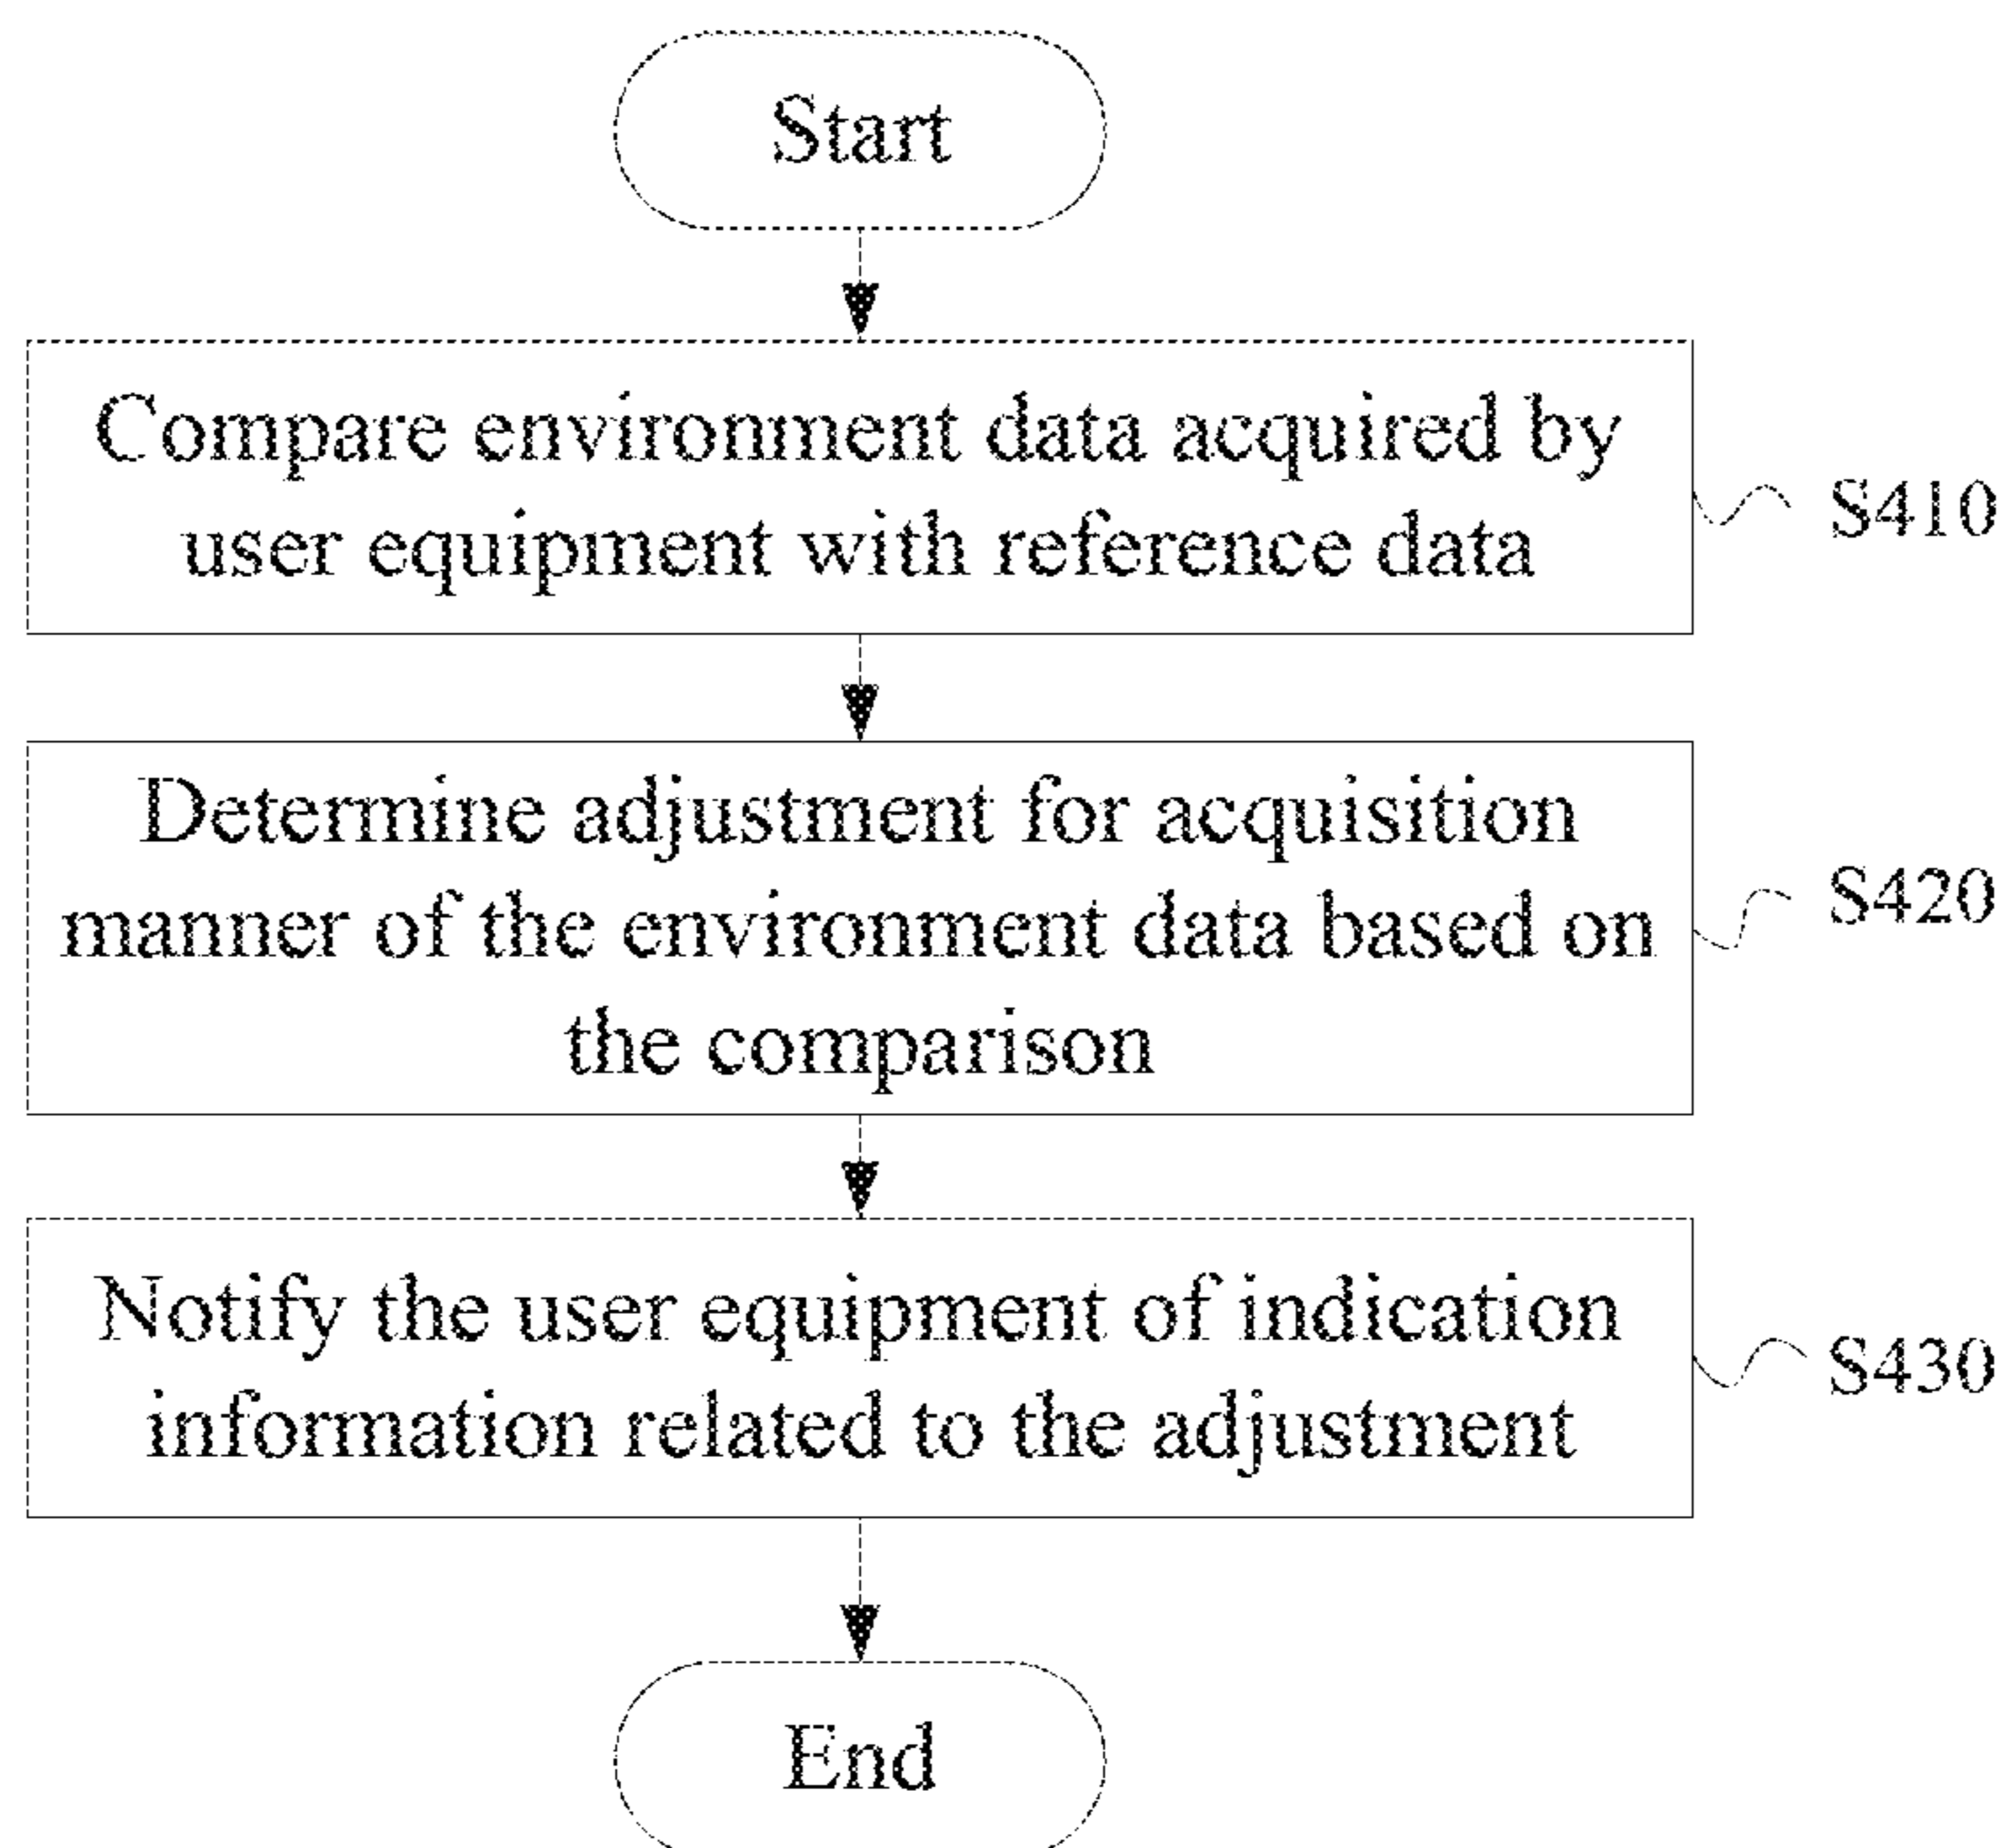 Start
Compare environment data acquired by
user equipment with reference data
S410
Determine adjustment for acquisition
manner of the environment data based on
the comparison
S420
Notify the user equipment of indication
information related to the adjustment
S430
End